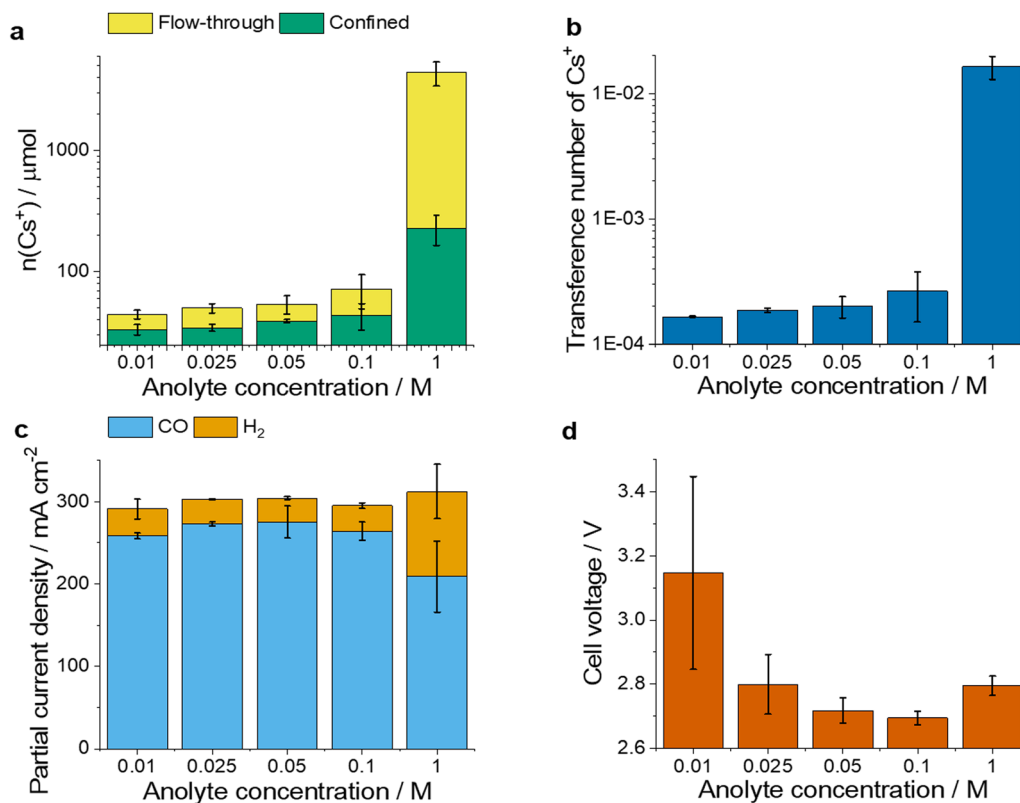 a
Flow-through
Confined
n(Cs⁺) / μmol
1000
100
0.01 0.025 0.05 0.1 1
Anolyte concentration / M
b
Transference number of Cs⁺
1E-02
1E-03
1E-04
0.01 0.025 0.05 0.1 1
Anolyte concentration / M
c
CO
H₂
Partial current density / mA cm⁻²
300
200
100
0
0.01 0.025 0.05 0.1 1
Anolyte concentration / M
d
Cell voltage / V
3.4
3.2
3.0
2.8
2.6
0.01 0.025 0.05 0.1 1
Anolyte concentration / M